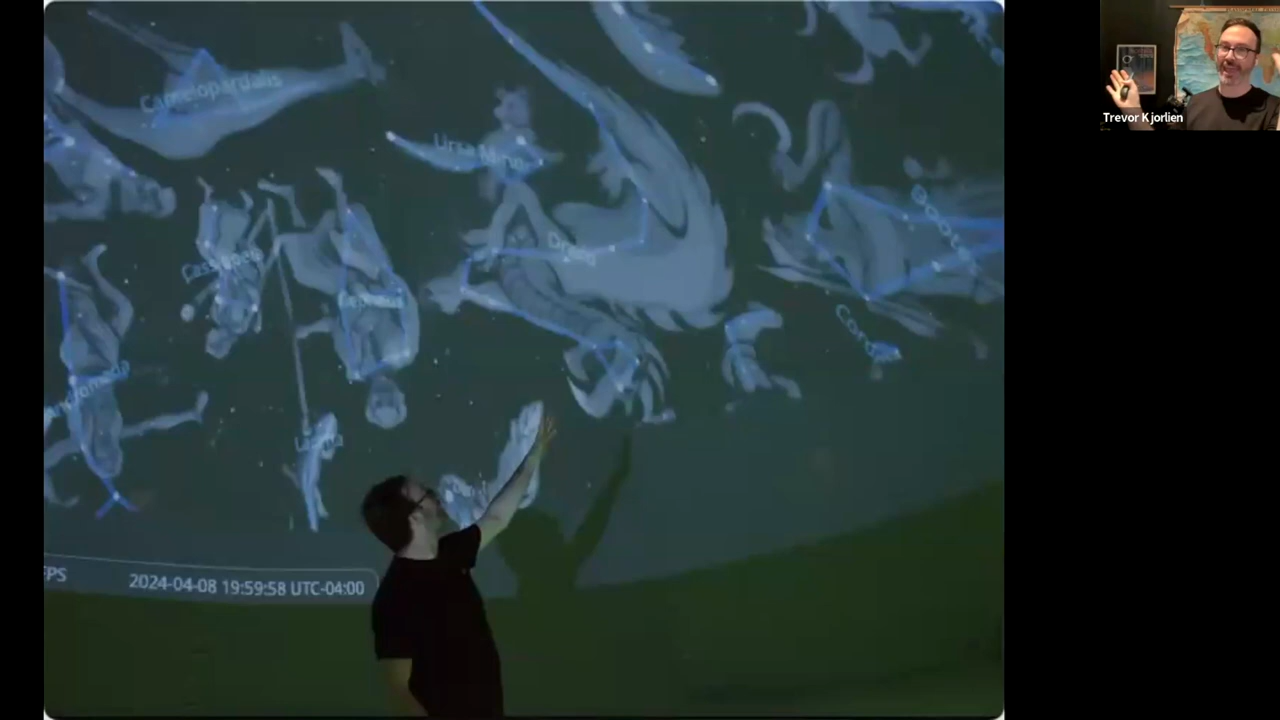 Camelopardalis
Ursa Minor
Draco
Cassiopeia
Cepheus
Andromeda
Lacerta
Corona
FPS
2024-04-08 19:59:58 UTC-04:00
Trevor Kjorlien